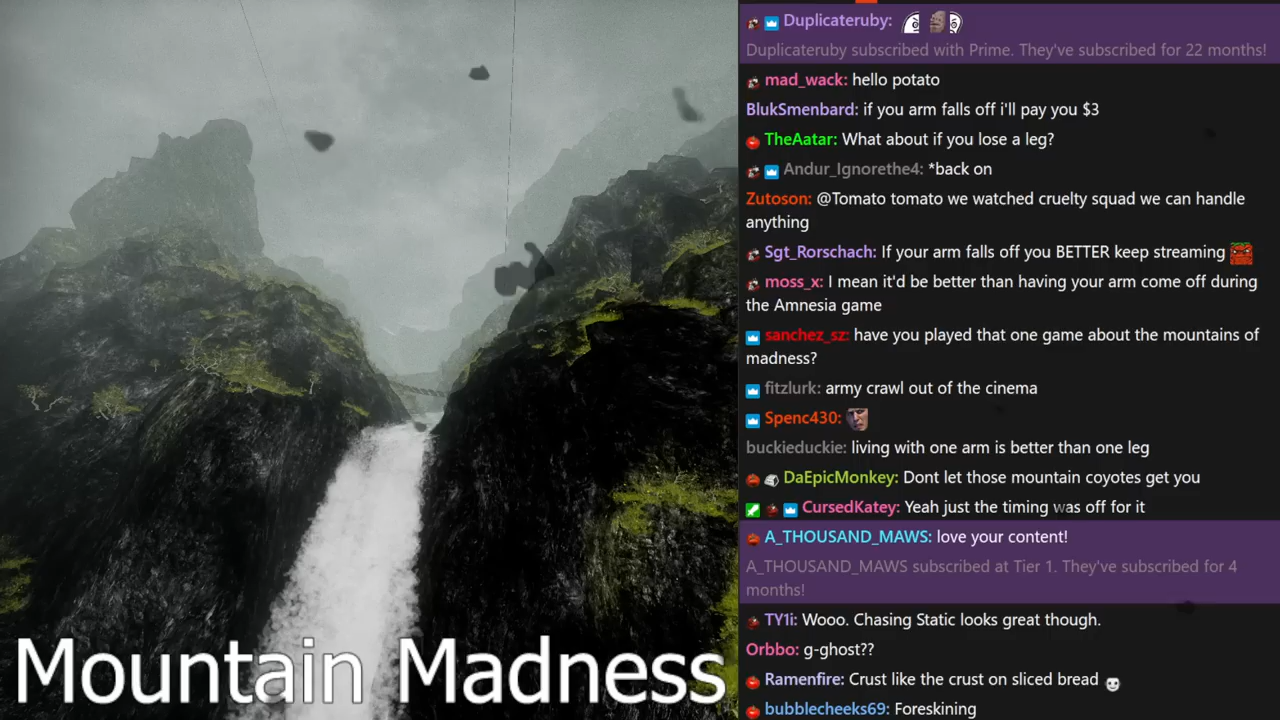 Duplicateruby:
Duplicateruby subscribed with Prime. They've subscribed for 22 months!
mad_wack: hello potato
BlukSmenbard: if you arm falls off i'll pay you $3
TheAatar: What about if you lose a leg?
Andur_Ignorethe4: *back on
Zutoson: @Tomato tomato we watched cruelty squad we can handle
anything
Sgt_Rorschach: If your arm falls off you BETTER keep streaming
moss_x: I mean it'd be better than having your arm come off during
the Amnesia game
sanchez_sz: have you played that one game about the mountains of
madness?
fitzlurk: army crawl out of the cinema
Spenc430:
buckieduckie: living with one arm is better than one leg
DaEpicMonkey: Dont let those mountain coyotes get you
CursedKatey: Yeah just the timing was off for it
A_THOUSAND_MAWS: love your content!
A_THOUSAND_MAWS subscribed at Tier 1. They've subscribed for 4
months!
TY1i: Wooo. Chasing Static looks great though.
Orbbo: g-ghost??
Ramenfire: Crust like the crust on sliced bread
bubblecheeks69: Foreskining
Mountain Madness